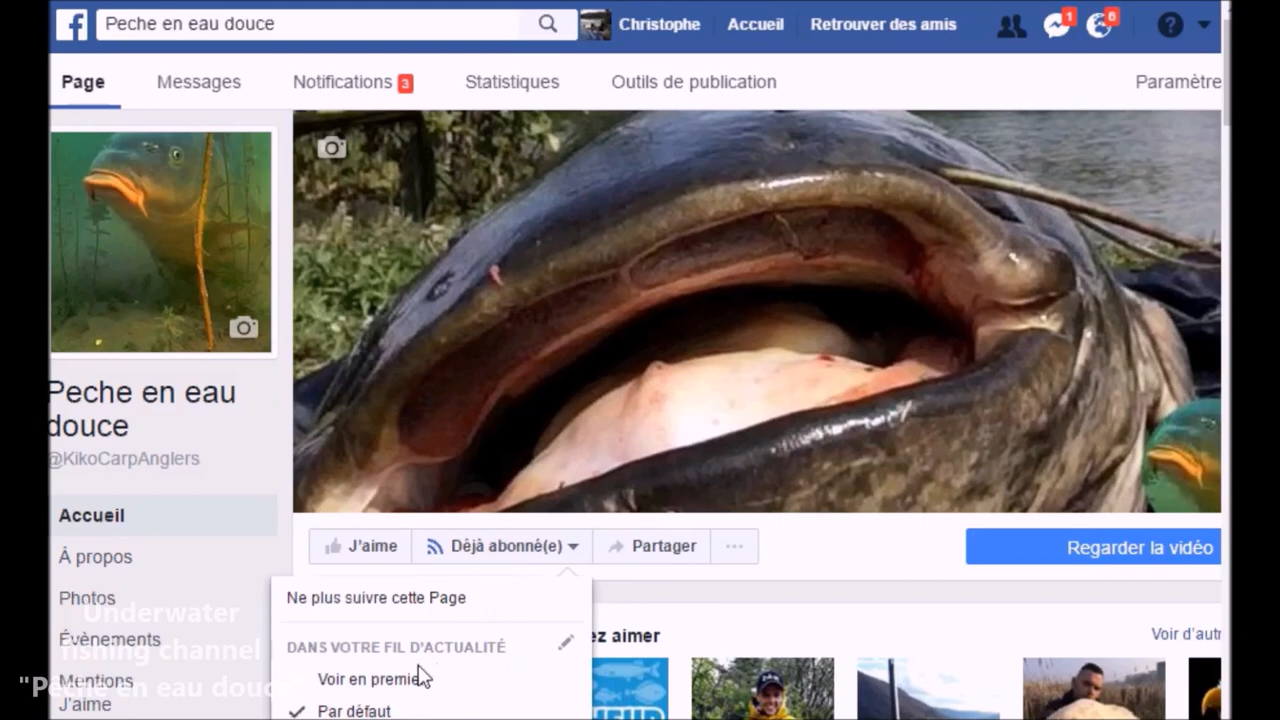 Peche en eau douce
Christophe Accueil Retrouver des amis 1 6 ?
Page Messages Notifications 3 Statistiques Outils de publication Paramètre
Peche en eau
douce
@KikoCarpAnglers
Accueil
À propos
Photos
Évènements
Mentions
J'aime
J'aime Déjà abonné(e) Partager ... Regarder la vidéo
Ne plus suivre cette Page
DANS VOTRE FIL D'ACTUALITÉ
Voir en premie
Par défaut
ez aimer Voir d'autr
Underwater
fishing channel
"Peche en eau douce"